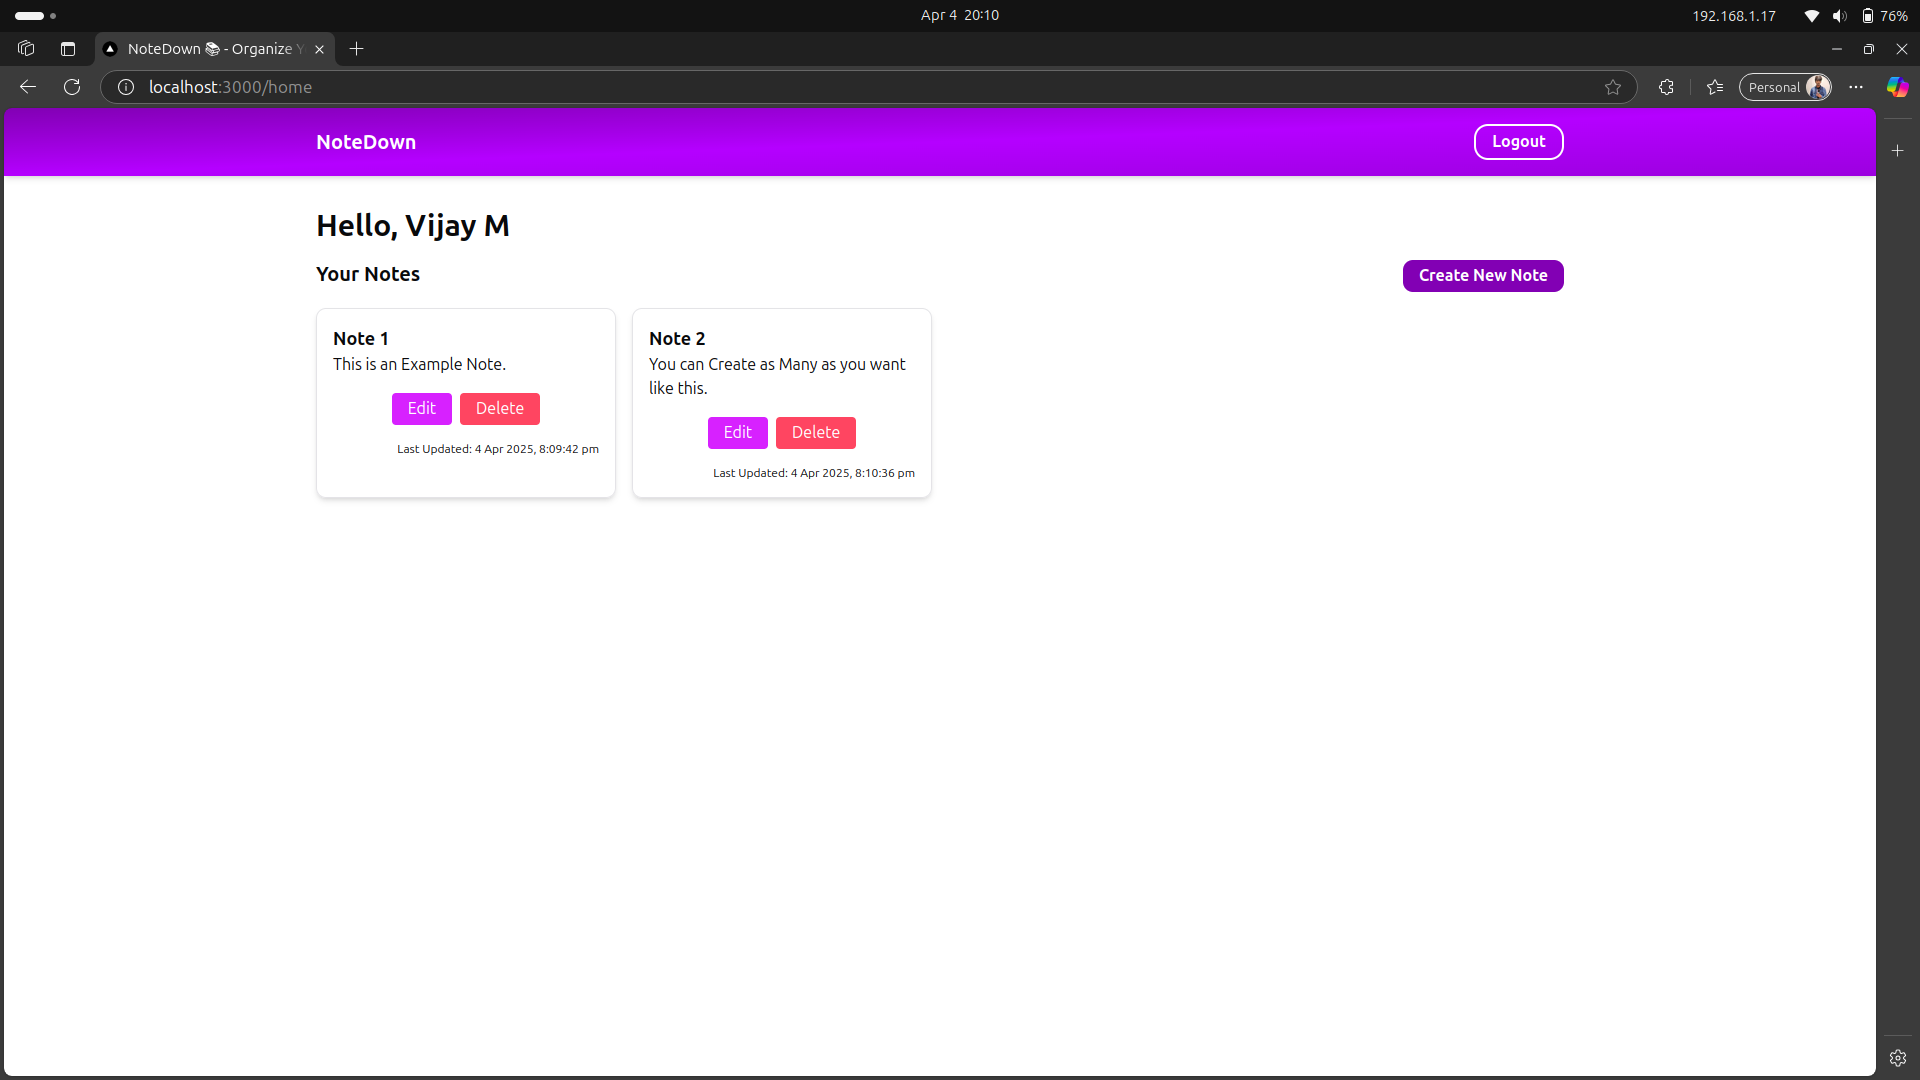 Apr 4 20:10
192.168.1.17
76%
NoteDown 📚 - Organize Y
localhost:3000/home
Personal
NoteDown
Logout
Hello, Vijay M
Your Notes
Create New Note
Note 1
This is an Example Note.
Edit
Delete
Last Updated: 4 Apr 2025, 8:09:42 pm
Note 2
You can Create as Many as you want
like this.
Edit
Delete
Last Updated: 4 Apr 2025, 8:10:36 pm